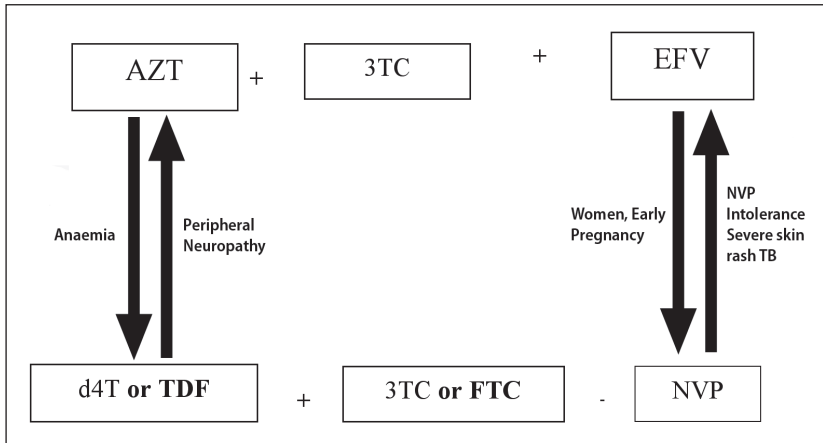 AZT + 3TC + EFV
Anaemia
Peripheral
Neuropathy
Women, Early
Pregnancy
NVP
Intolerance
Severe skin
rash TB
d4T or TDF + 3TC or FTC - NVP